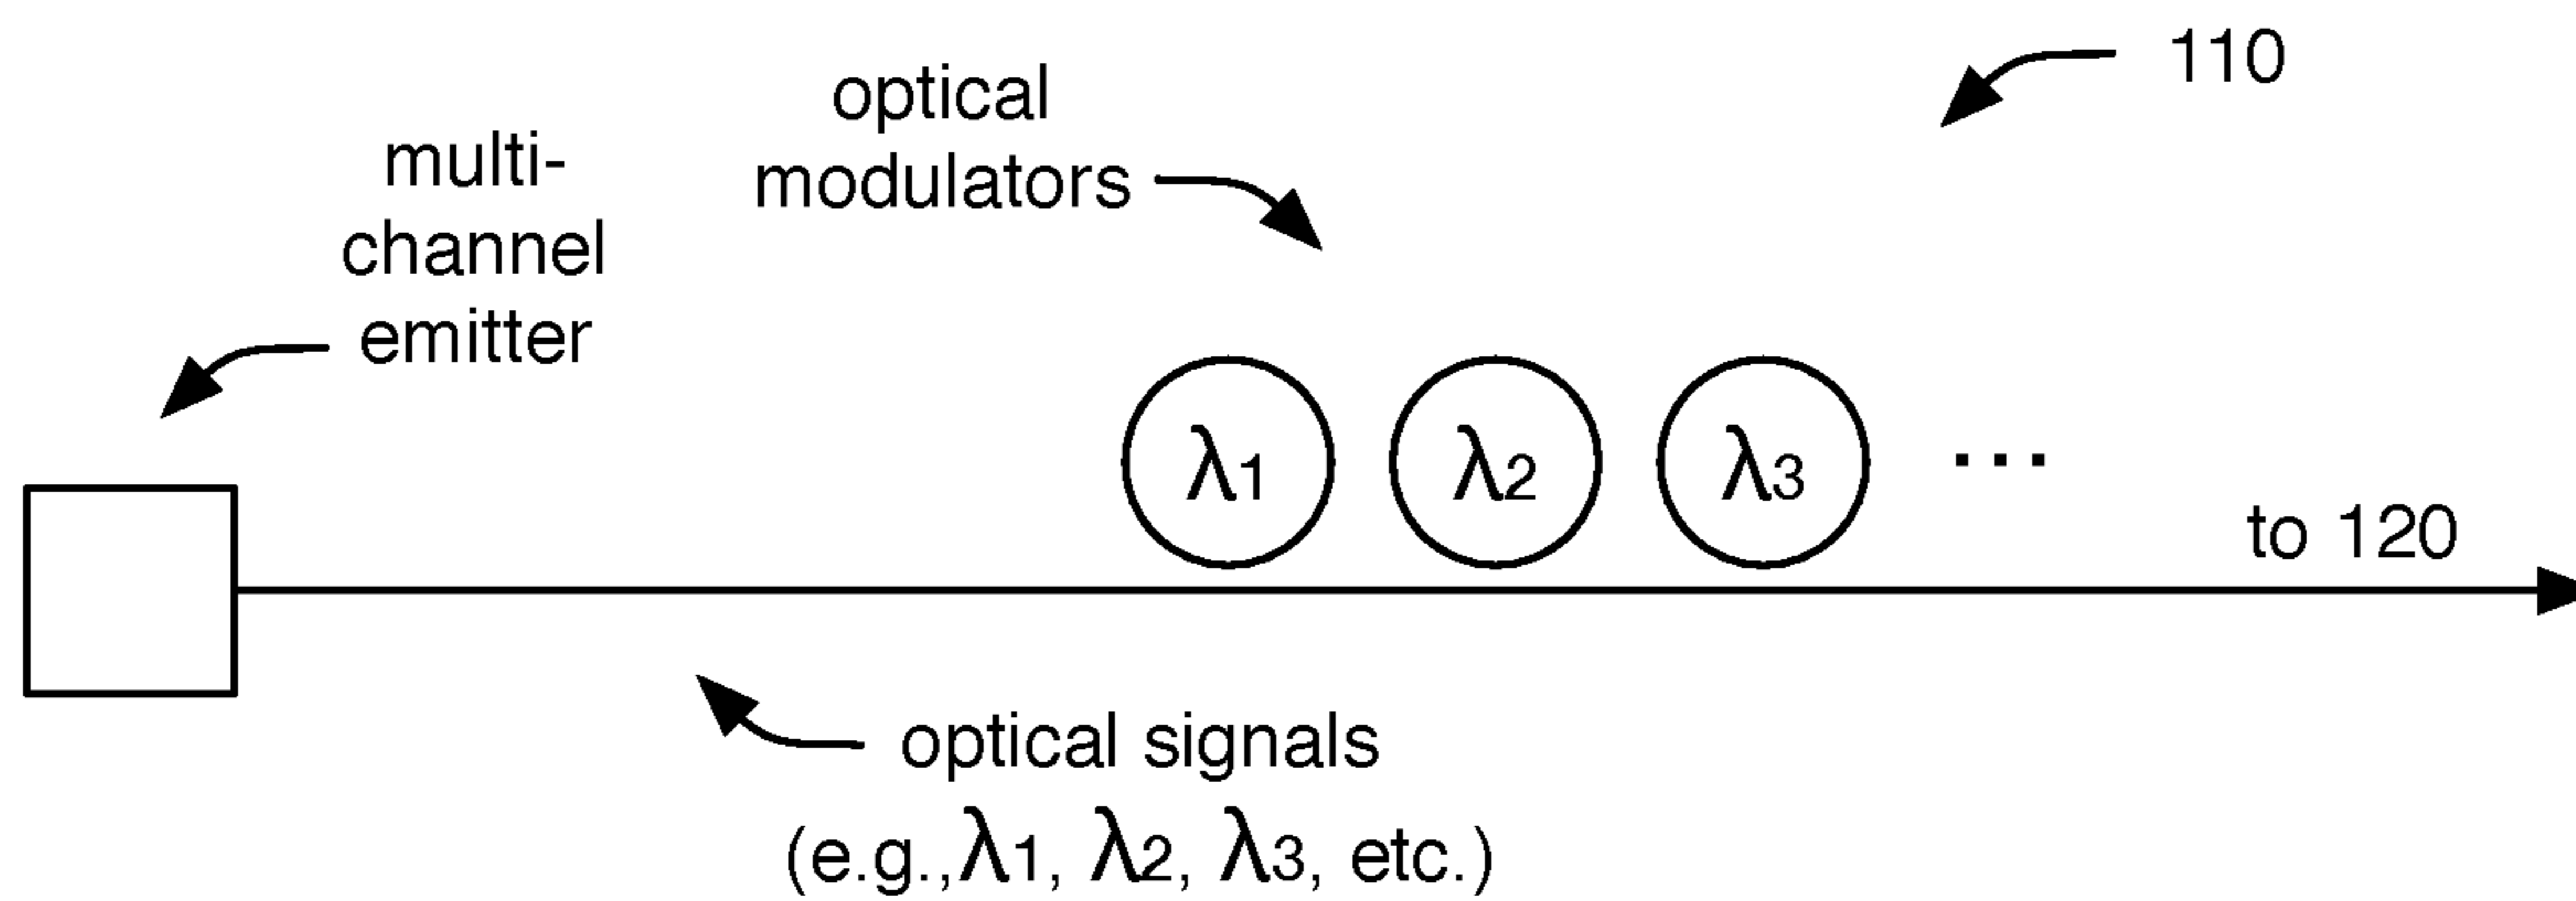 110
optical
modulators
multi-
channel
emitter
λ1
λ2
λ3
...
to 120
optical signals
(e.g.,λ1, λ2, λ3, etc.)